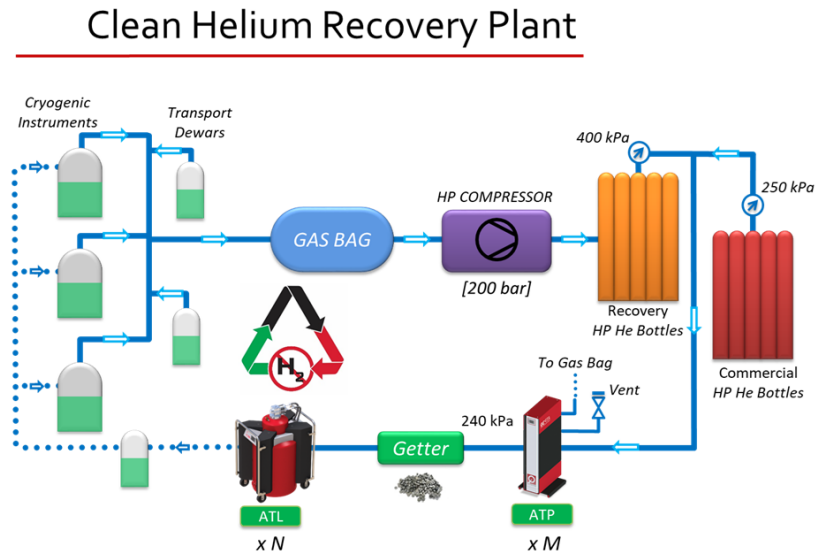 Clean Helium Recovery Plant
Cryogenic
Instruments
Transport
Dewars
400 kPa
250 kPa
HP COMPRESSOR
GAS BAG
[200 bar]
Recovery
HP He Bottles
Commercial
HP He Bottles
H2
To Gas Bag
Vent
240 kPa
Getter
ATL
ATP
x N
x M